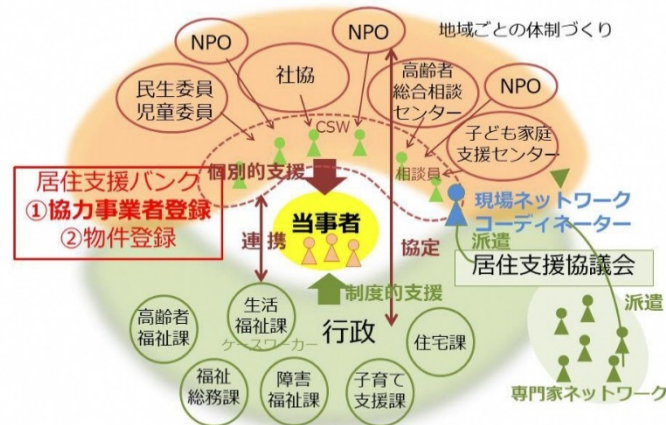 地域ごとの体制づくり
NPO
NPO
NPO
民生委員
児童委員
社協
高齢者
総合相談
センター
子ども家庭
支援センター
CSW
相談員
個別的支援
居住支援バンク
①協力事業者登録
②物件登録
現場ネットワーク
コーディネーター
当事者
連携
協定
派遣
居住支援協議会
制度的支援
派遣
行政
高齢者
福祉課
生活
福祉課
ケースワーカー
住宅課
福祉
総務課
障害
福祉課
子育て
支援課
専門家ネットワーク